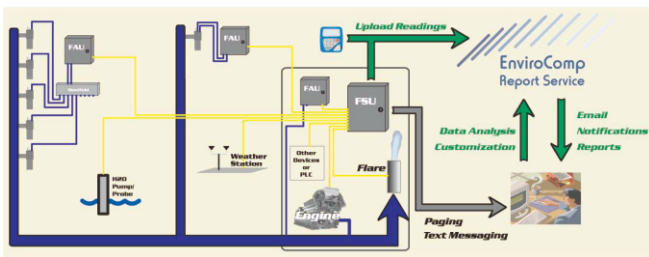 Upload Readings
FAU
FAU
EnviroComp
Report Service
FAU
FSU
Manifold
Email
Data Analysis
Notifications
Customization
Reports
Weather
Station
Other
Devices
or
PLC
Flare
H2O
Pump/
Probe
Engine
Paging
Text Messaging